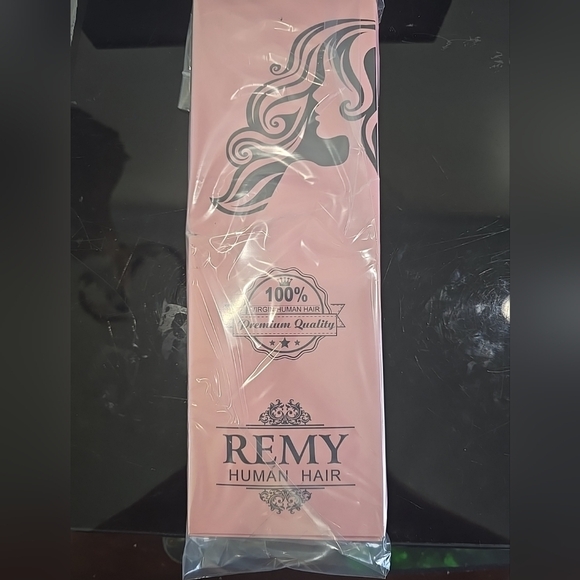 100%
VIRGIN HUMAN HAIR
Premium Quality
REMY
HUMAN HAIR